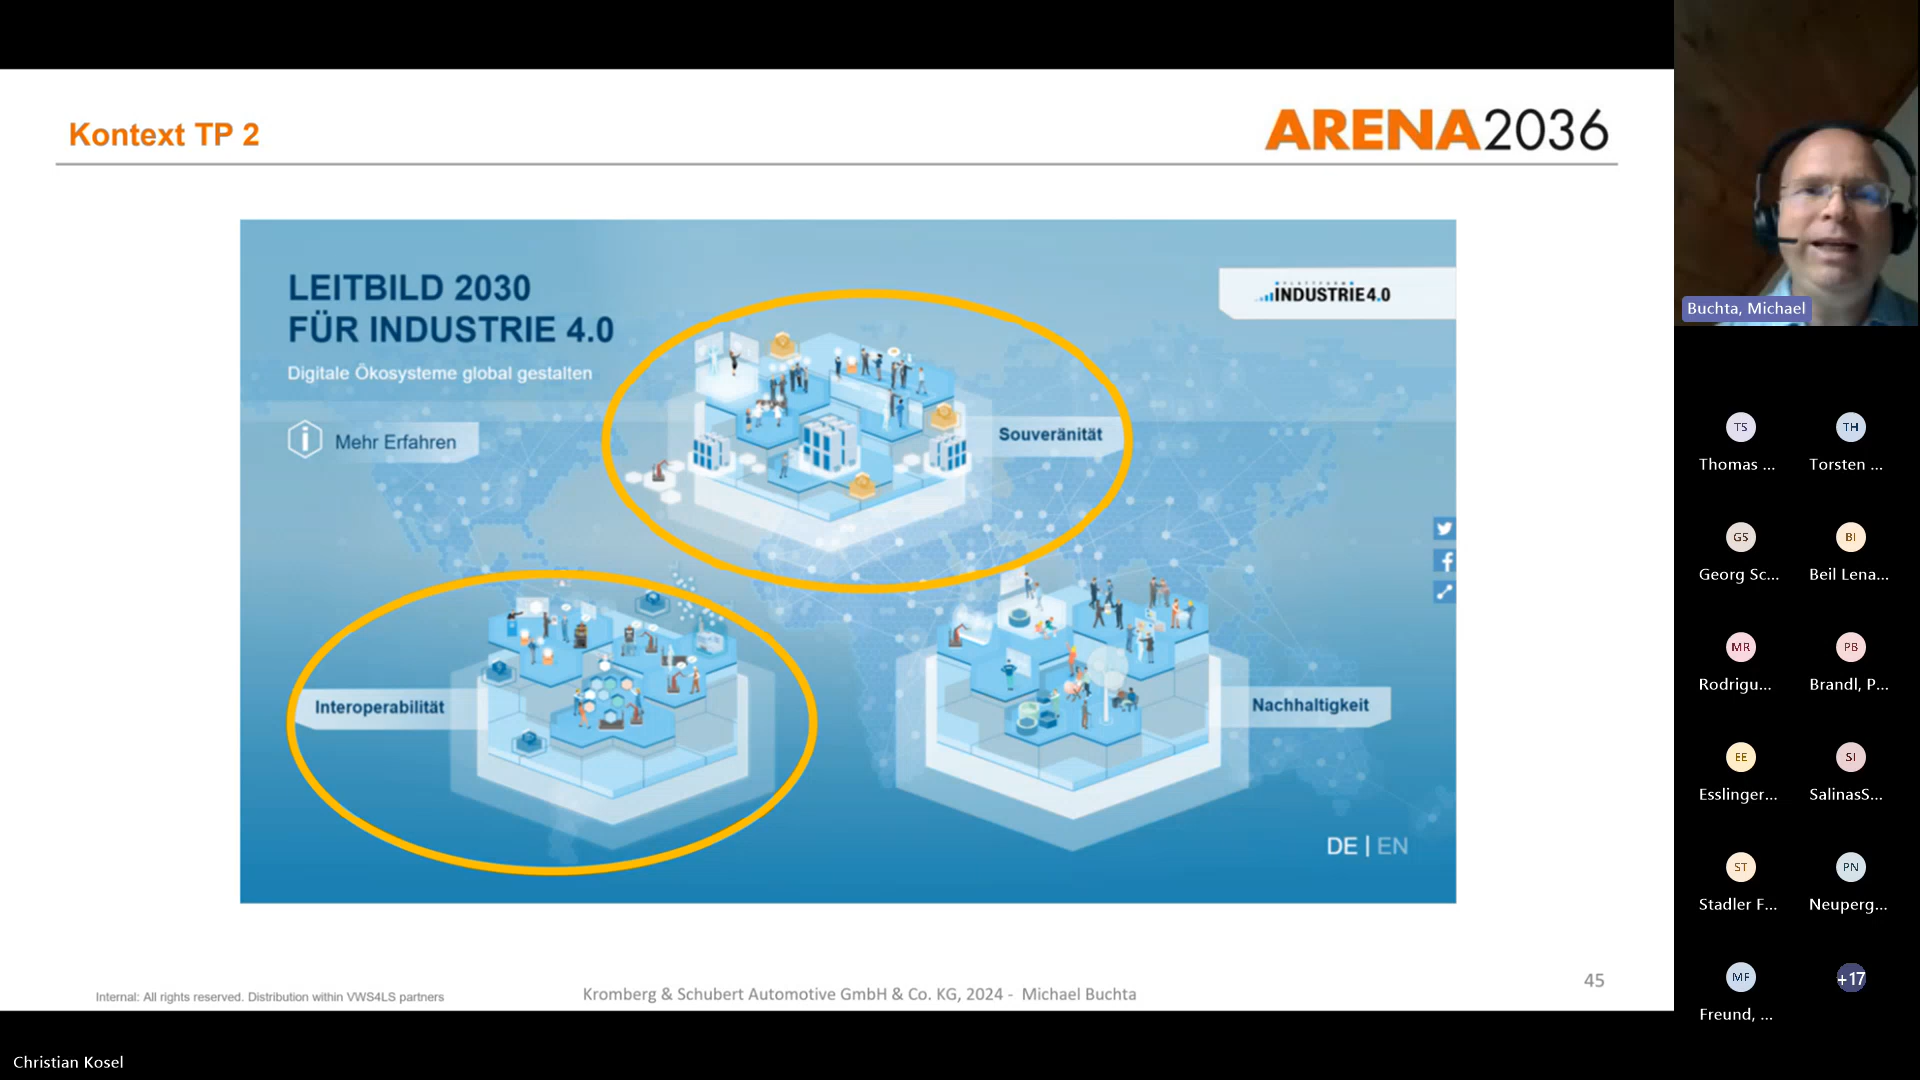 Kontext TP 2
ARENA2036
LEITBILD 2030
FÜR INDUSTRIE 4.0
Digitale Ökosysteme global gestalten
Mehr Erfahren
PLATTFORM
INDUSTRIE4.0
Souveränität
Interoperabilität
Nachhaltigkeit
DE | EN
Internal: All rights reserved. Distribution within VWS4LS partners
Kromberg & Schubert Automotive GmbH & Co. KG, 2024 - Michael Buchta
45
Christian Kosel
Buchta, Michael
TS
TH
Thomas ...
Torsten ...
GS
BI
Georg Sc...
Beil Lena...
MR
PB
Rodrigu...
Brandl, P...
EE
SI
Esslinger...
SalinasS...
ST
PN
Stadler F...
Neuperg...
MF
+17
Freund, ...